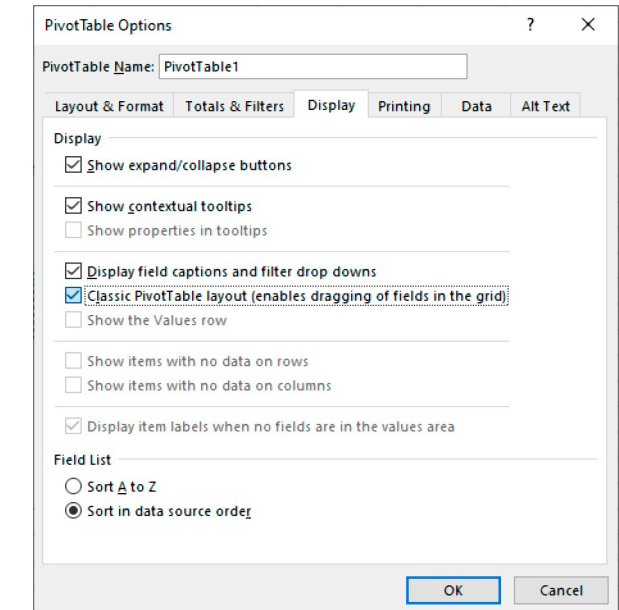 PivotTable Options ? ×
PivotTable Name: PivotTable1
Layout & Format Totals & Filters Display Printing Data Alt Text
Display
Show expand/collapse buttons
Show contextual tooltips
Show properties in tooltips
Display field captions and filter drop downs
Classic PivotTable layout (enables dragging of fields in the grid)
Show the Values row
Show items with no data on rows
Show items with no data on columns
Display item labels when no fields are in the values area
Field List
Sort A to Z
Sort in data source order
OK Cancel